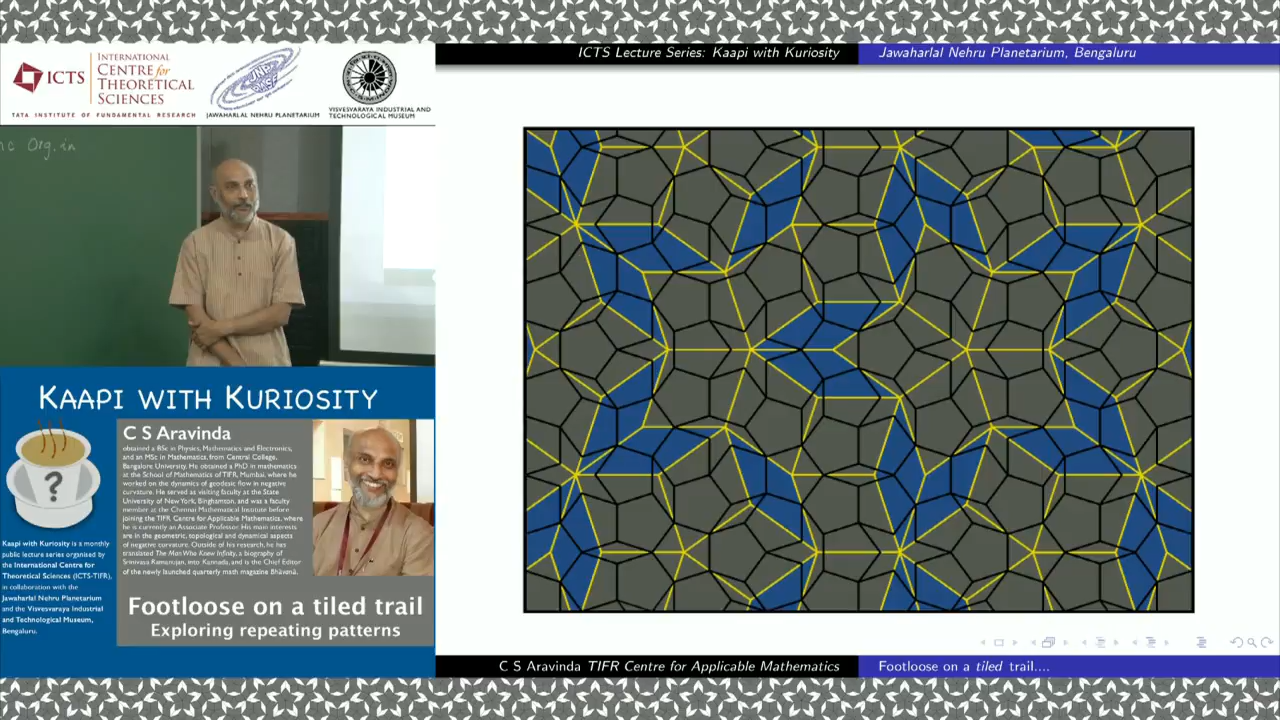 ICTS
INTERNATIONAL
CENTRE for
THEORETICAL
SCIENCES
TATA INSTITUTE OF FUNDAMENTAL RESEARCH
JAWAHARLAL NEHRU PLANETARIUM
VISVESVARAYA INDUSTRIAL AND
TECHNOLOGICAL MUSEUM
ICTS Lecture Series: Kaapi with Kuriosity
Jawaharlal Nehru Planetarium, Bengaluru
Org.in
KAAPI WITH KURIOSITY
?
Kaapi with Kuriosity is a monthly
public lecture series organised by
the International Centre for
Theoretical Sciences (ICTS-TIFR),
in collaboration with the
Jawaharlal Nehru Planetarium
and the Visvesvaraya Industrial
and Technological Museum,
Bengaluru.
C S Aravinda
obtained a BSc in Physics, Mathematics and Electronics,
and an MSc in Mathematics, from Central College,
Bangalore University. He obtained a PhD in mathematics
at the School of Mathematics of TIFR, Mumbai, where he
worked on the dynamics of geodesic flow in negative
curvature. He served as visiting faculty at the State
University of New York, Binghamton, and was a faculty
member at the Chennai Mathematical Institute before
joining the TIFR Centre for Applicable Mathematics, where
he is currently an Associate Professor. His main interests
are in the geometric, topological and dynamical aspects
of negative curvature. Outside of his research, he has
translated The Man Who Knew Infinity, a biography of
Srinivasa Ramanujan, into Kannada, and is the Chief Editor
of the newly launched quarterly math magazine Bhāvanā.
Footloose on a tiled trail
Exploring repeating patterns
C S Aravinda TIFR Centre for Applicable Mathematics
Footloose on a tiled trail....